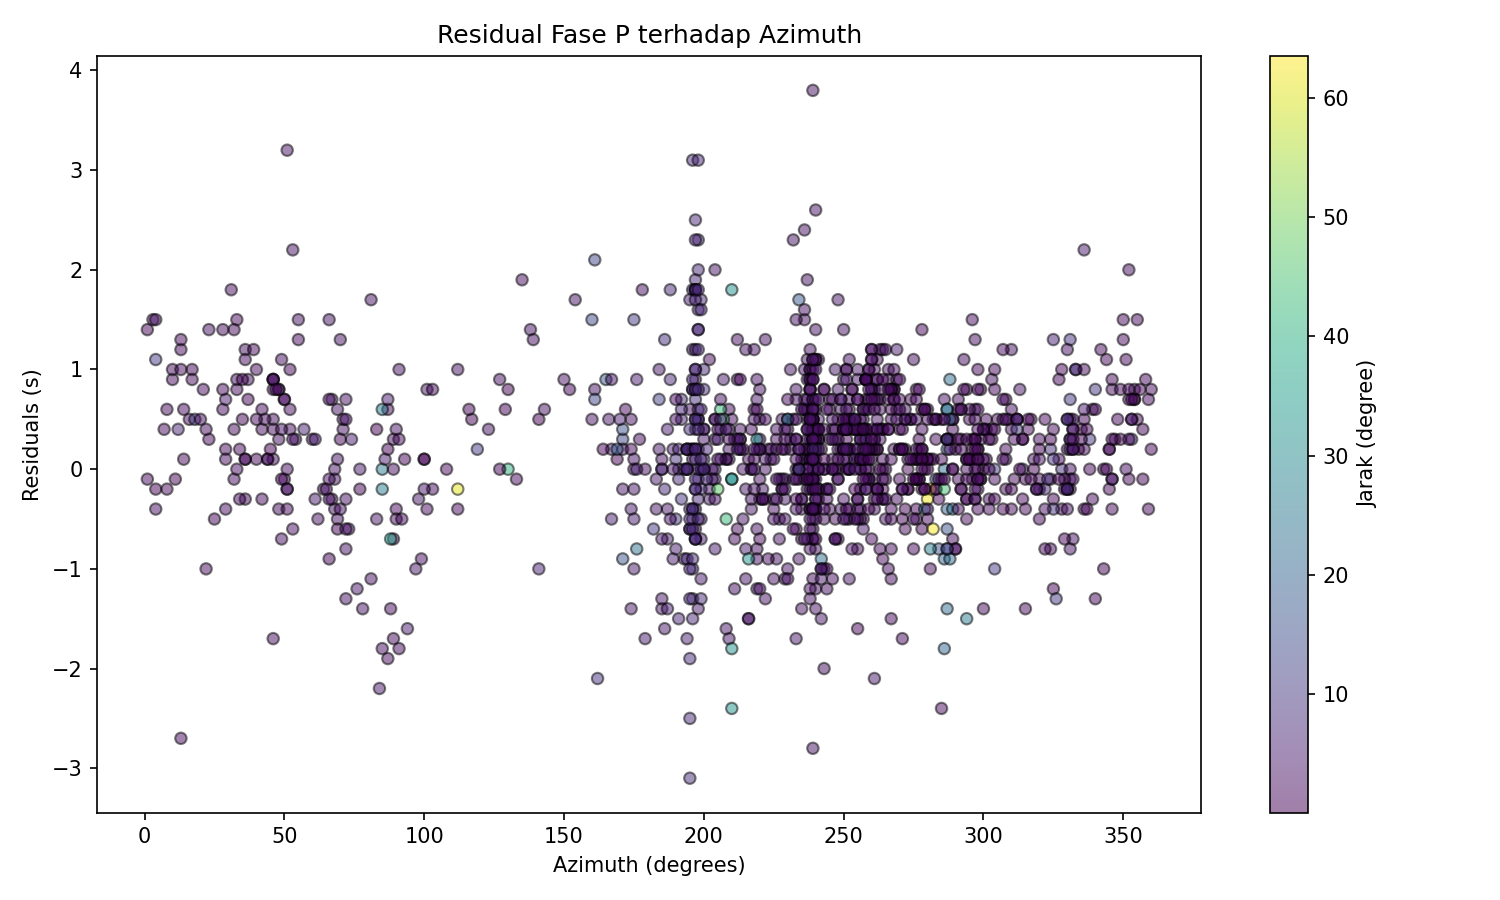 Residual Fase P terhadap Azimuth
4
3
2
1
0
−1
−2
−3
Residuals (s)
0 50 100 150 200 250 300 350
Azimuth (degrees)
60
50
40
30
20
10
Jarak (degree)